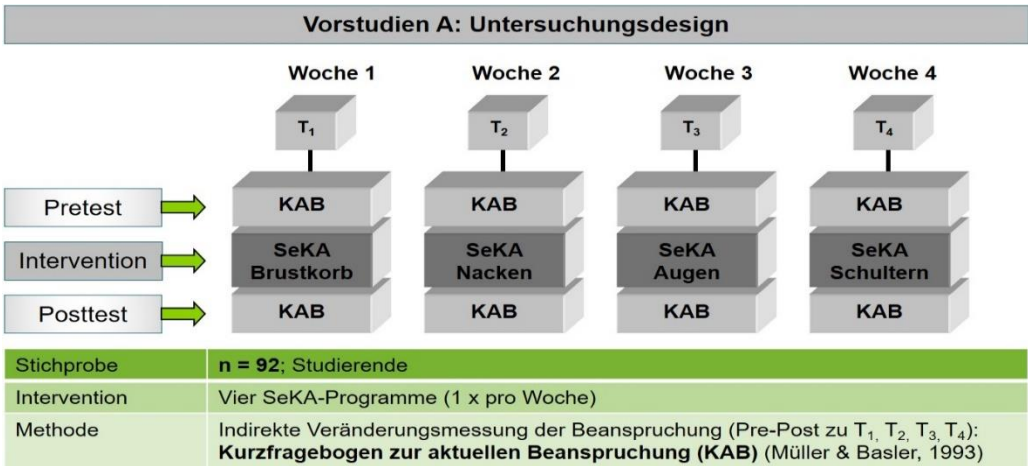 Vorstudien A: Untersuchungsdesign
Woche 1 Woche 2 Woche 3 Woche 4
T₁ T₂ T₃ T₄
Pretest KAB KAB KAB KAB
Intervention SeKA Brustkorb SeKA Nacken SeKA Augen SeKA Schultern
Posttest KAB KAB KAB KAB
Stichprobe n = 92; Studierende
Intervention Vier SeKA-Programme (1 x pro Woche)
Methode Indirekte Veränderungsmessung der Beanspruchung (Pre-Post zu T₁, T₂, T₃, T₄):
Kurzfragebogen zur aktuellen Beanspruchung (KAB) (Müller & Basler, 1993)